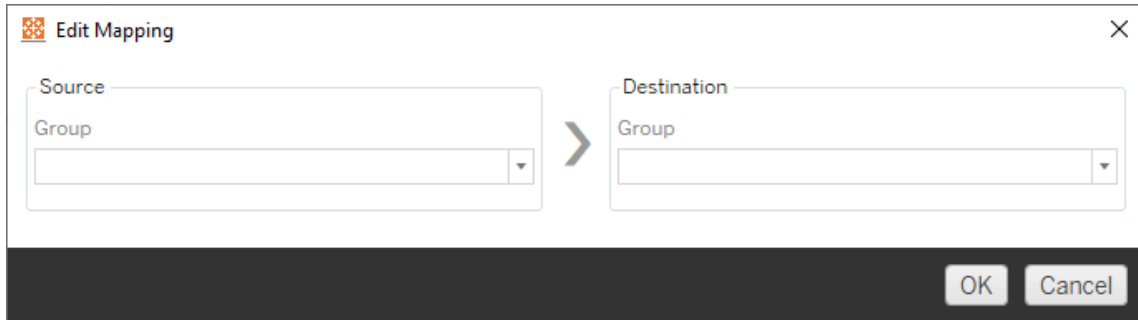 Edit Mapping
Source
Group
Destination
Group
OK
Cancel